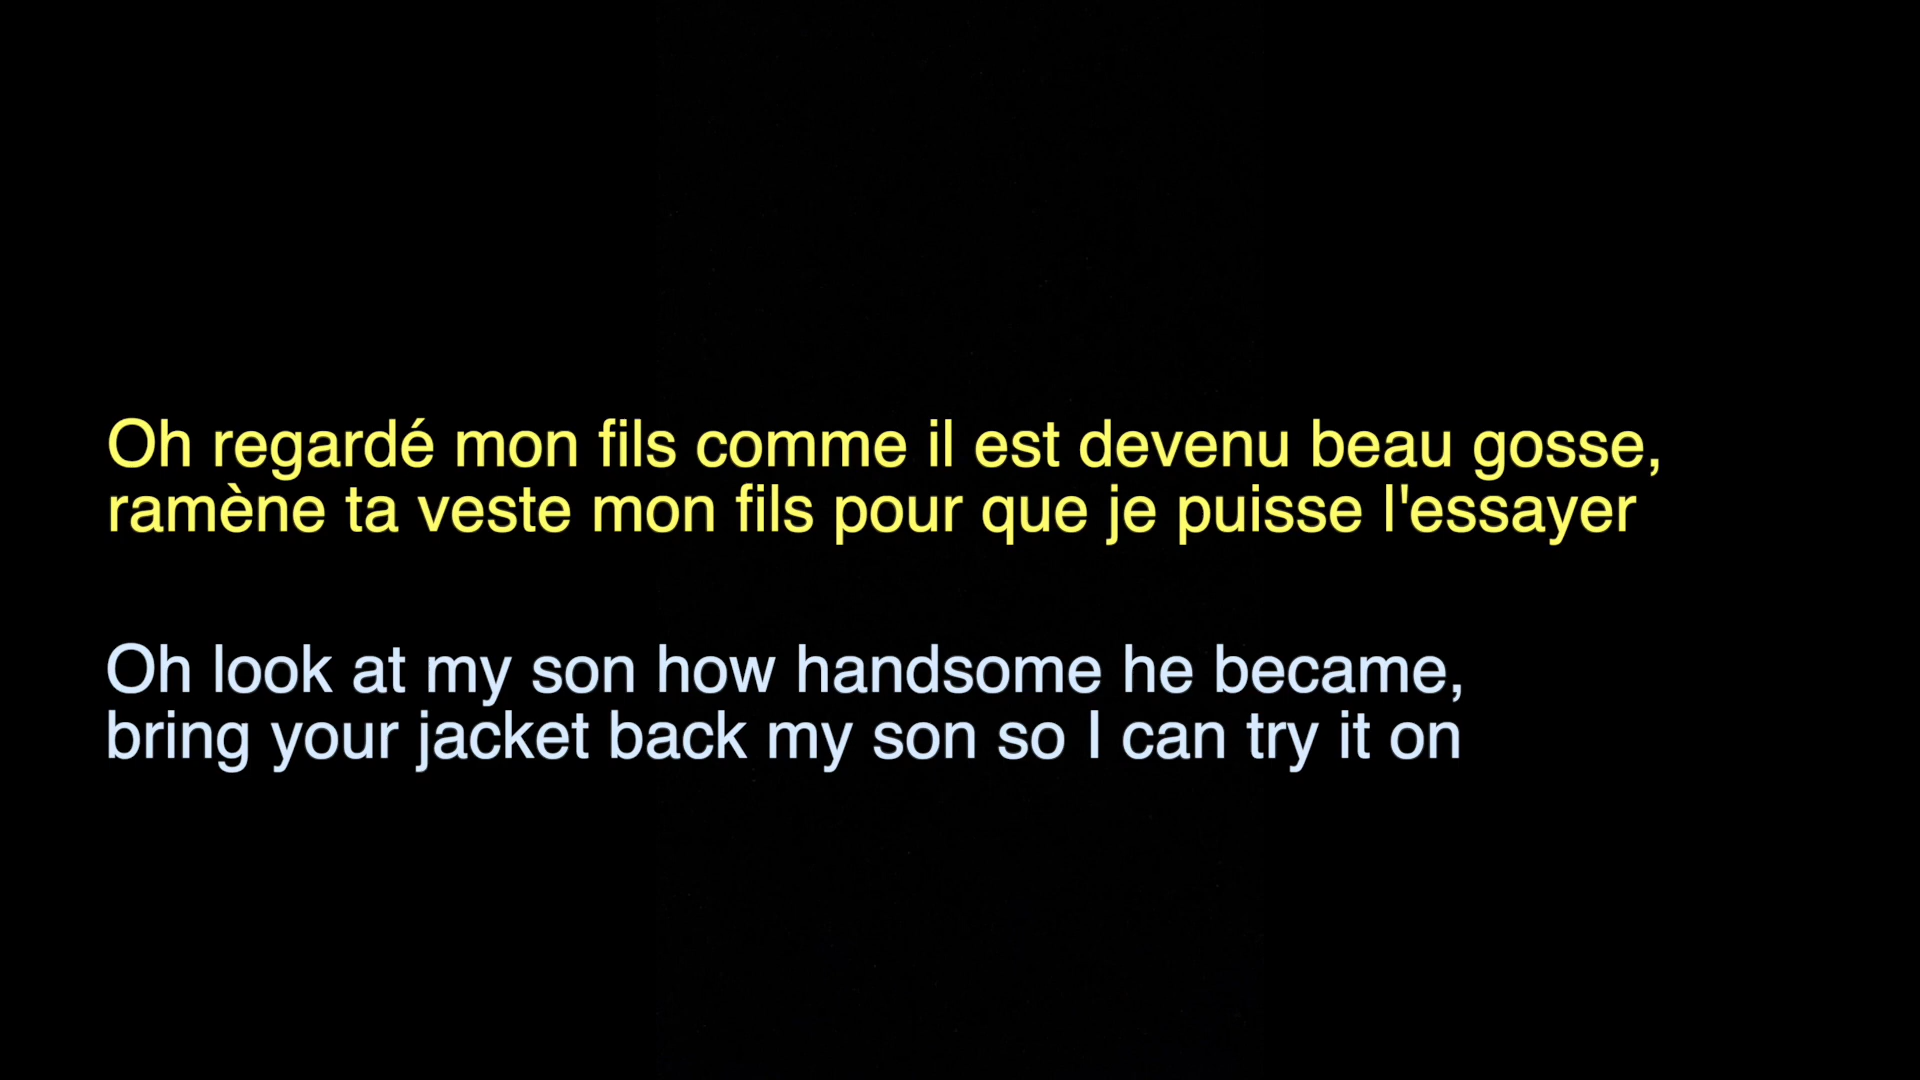 Oh regardé mon fils comme il est devenu beau gosse,
ramène ta veste mon fils pour que je puisse l'essayer
Oh look at my son how handsome he became,
bring your jacket back my son so I can try it on